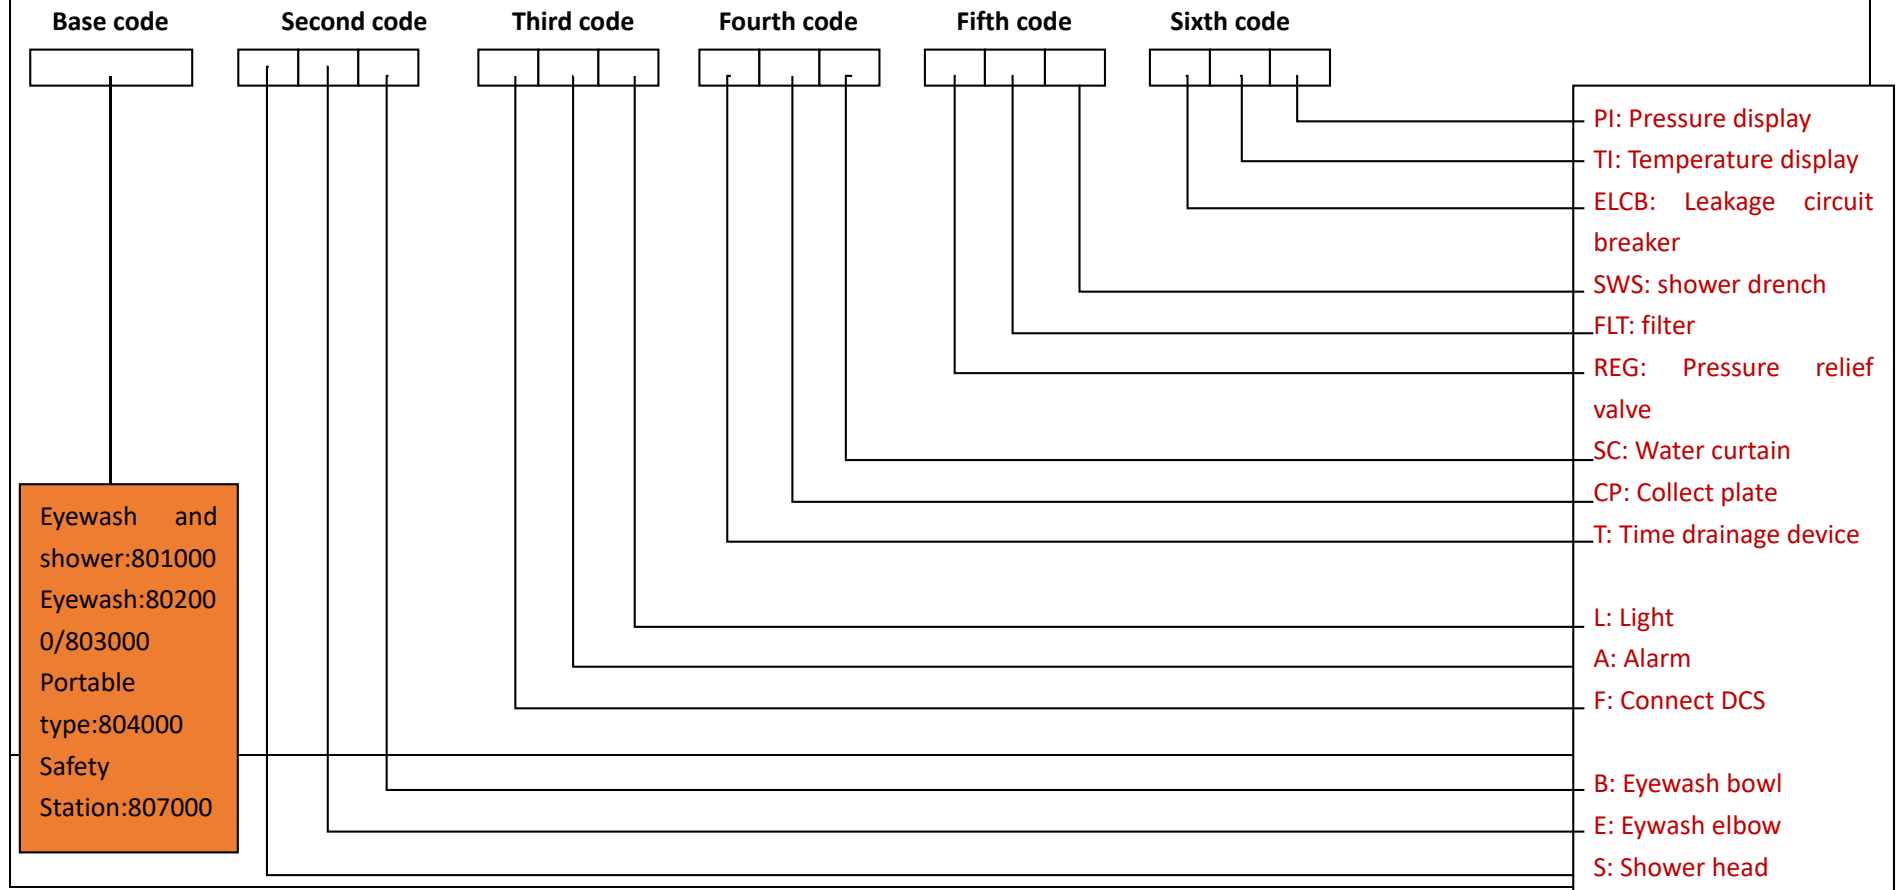 Base code Second code Third code Fourth code Fifth code Sixth code
PI: Pressure display
TI: Temperature display
ELCB: Leakage circuit
breaker
SWS: shower drench
FLT: filter
REG: Pressure relief
valve
SC: Water curtain
CP: Collect plate
T: Time drainage device
L: Light
A: Alarm
F: Connect DCS
B: Eyewash bowl
E: Eywash elbow
S: Shower head
Eyewash and
shower:801000
Eyewash:80200
0/803000
Portable
type:804000
Safety
Station:807000